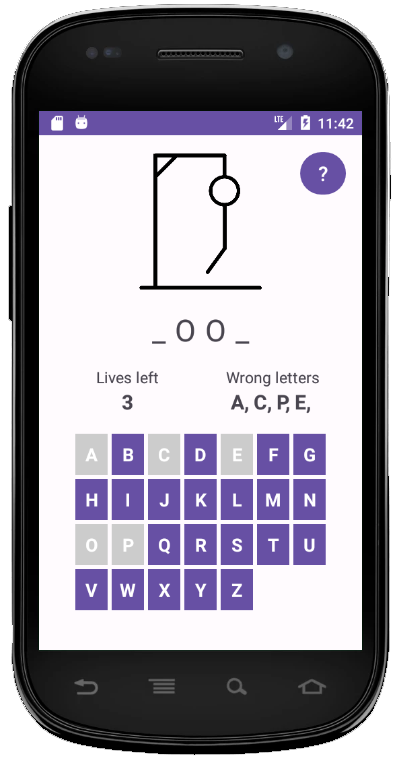 LTE 11:42
?
_ O O _
Lives left
3
Wrong letters
A, C, P, E,
A B C D E F G
H I J K L M N
O P Q R S T U
V W X Y Z